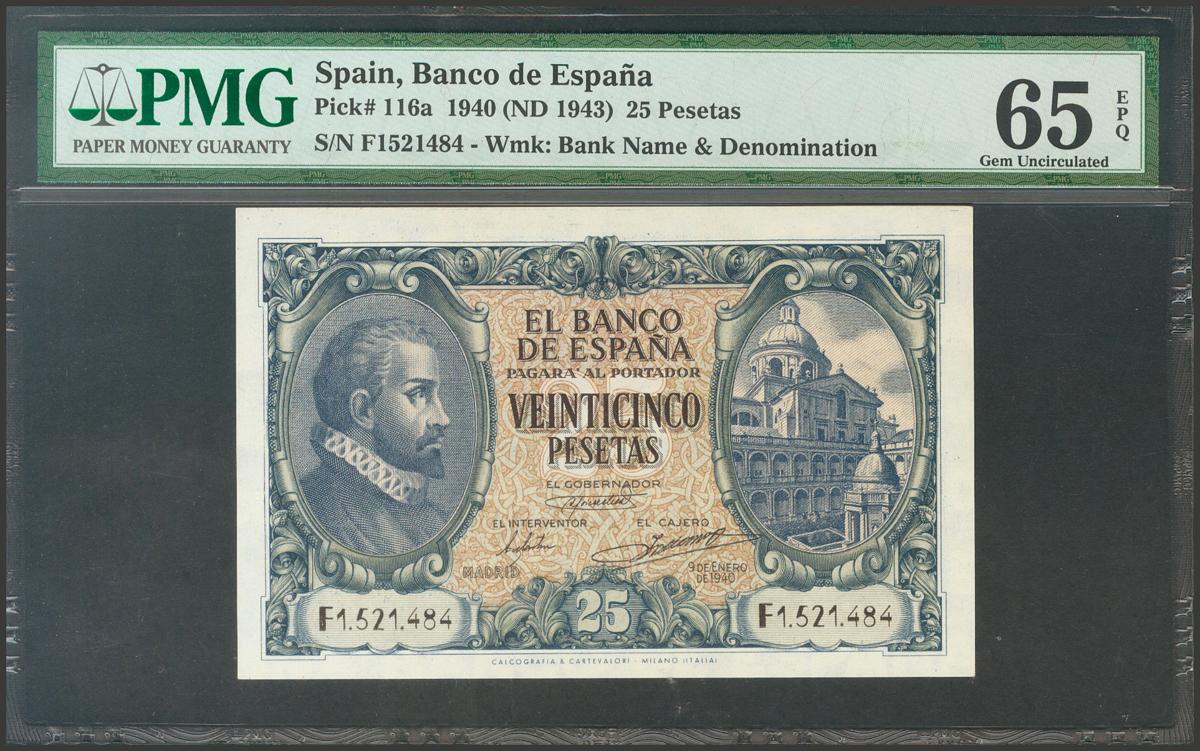 PMG
PAPER MONEY GUARANTY
Spain, Banco de España
Pick# 116a 1940 (ND 1943) 25 Pesetas
S/N F1521484 - Wmk: Bank Name & Denomination
65
EPQ
Gem Uncirculated
EL BANCO
DE ESPAÑA
PAGARA AL PORTADOR
25
VEINTICINCO
PESETAS
EL GOBERNADOR
EL INTERVENTOR EL CAJERO
MADRID 9 DE ENERO
DE 1940
F1.521.484 25 F1.521.484
CALCOGRAFIA & CARTEVALORI - MILANO (ITALIA)